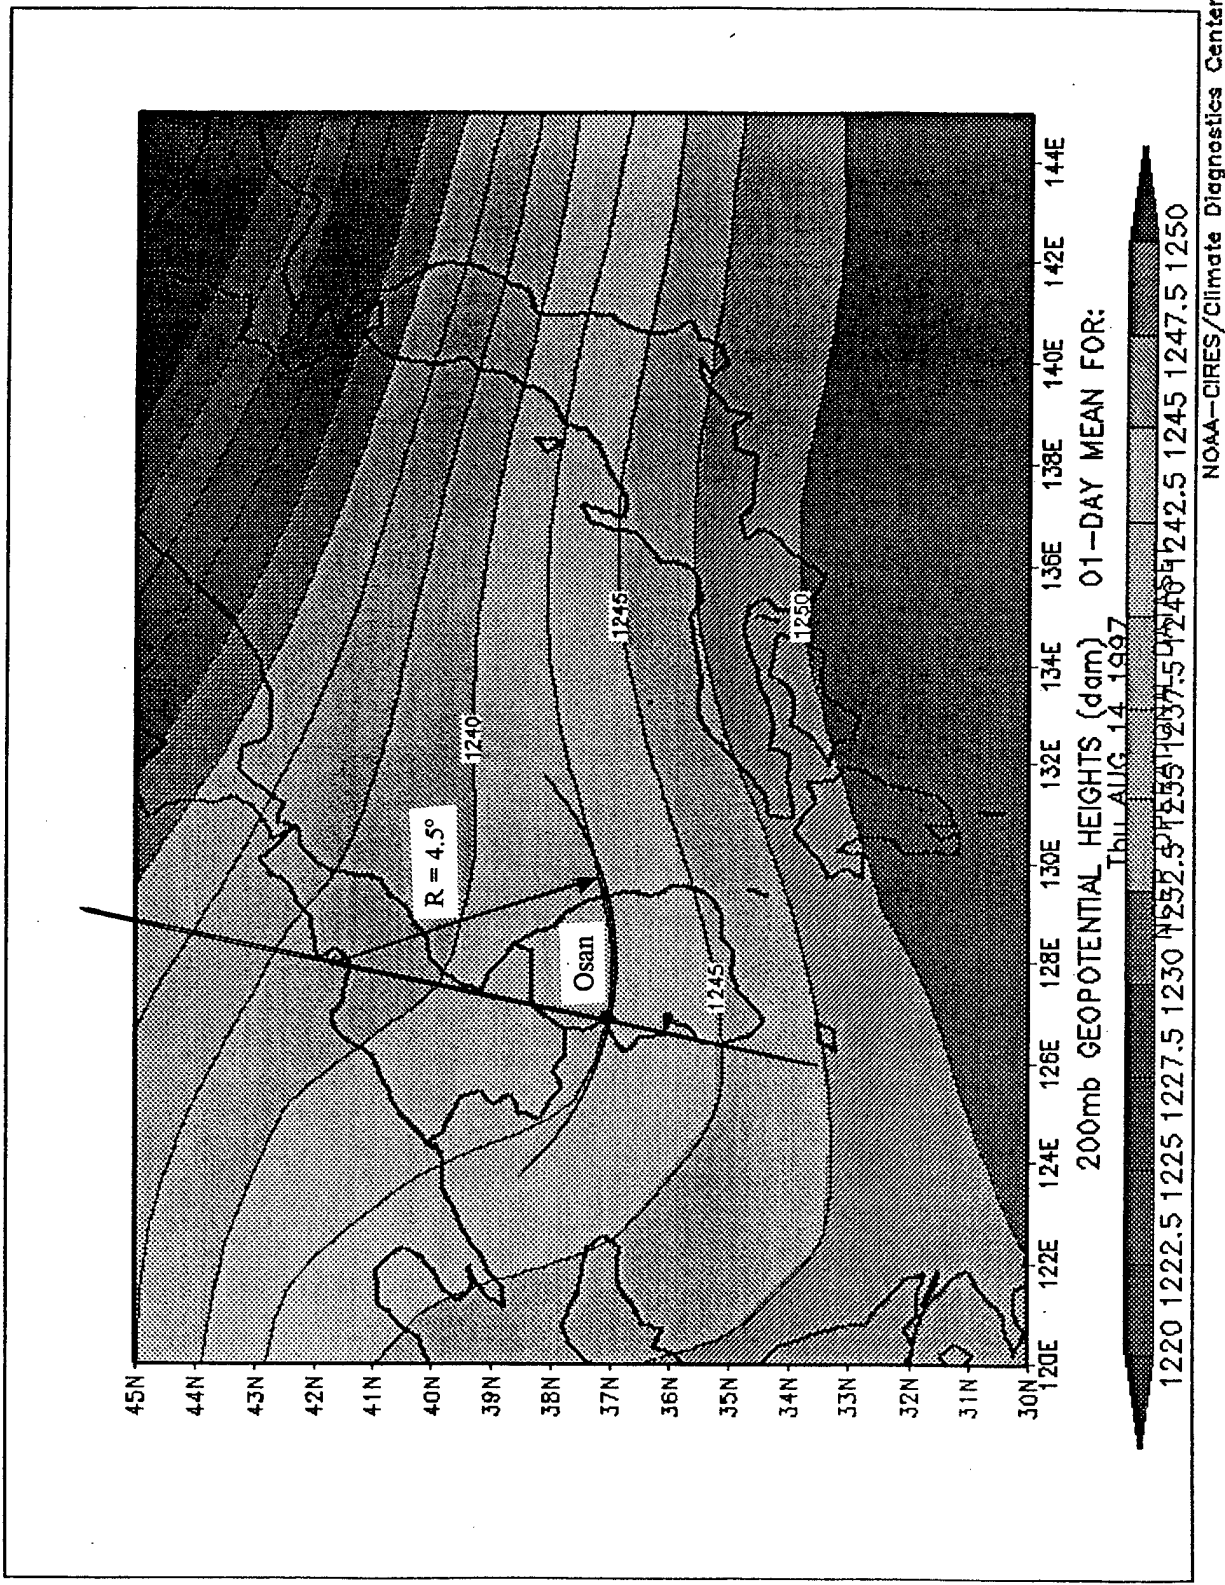 45N
44N
43N
42N
41N
40N
39N
38N
37N
36N
35N
34N
33N
32N
31N
30N
120E 122E 124E 126E 128E 130E 132E 134E 136E 138E 140E 142E 144E
R = 4.5°
Osan
1240
1245
1245
1250
200mb GEOPOTENTIAL HEIGHTS (dam) 01-DAY MEAN FOR:
Thu AUG 14 1997
1220 1222.5 1225 1227.5 1230 1232.5 1235 1237.5 1240 1242.5 1245 1247.5 1250
NOAA-CIRES/Climate Diagnostics Center